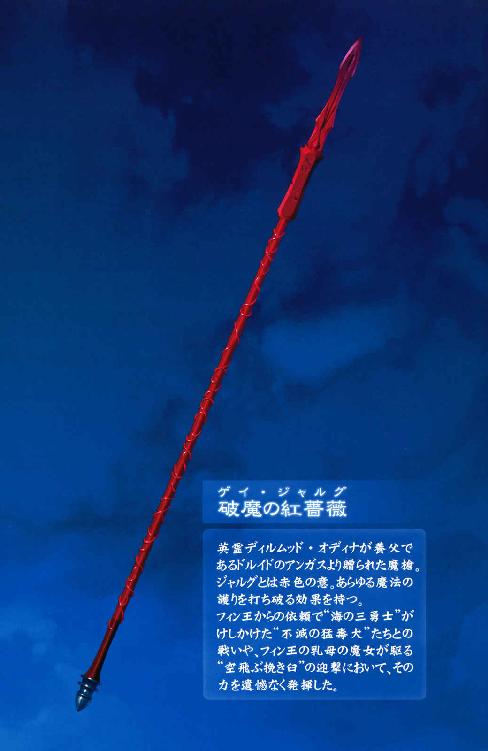 ゲイ・ジャルグ
破魔の紅薔薇
英霊ディルムッド・オディナが養父で
あるドルイドのアンガスより贈られた魔槍。
ジャルグとは赤色の意。あらゆる魔法の
護りを打ち破る効果を持つ。
フィン王からの依頼で“海の三勇士”が
けしかけた“不滅の猛毒犬”たちとの
戦いや、フィン王の乳母の魔女が駆る
“空飛ぶ挽き臼”の迎撃において、その
力を遺憾なく発揮した。